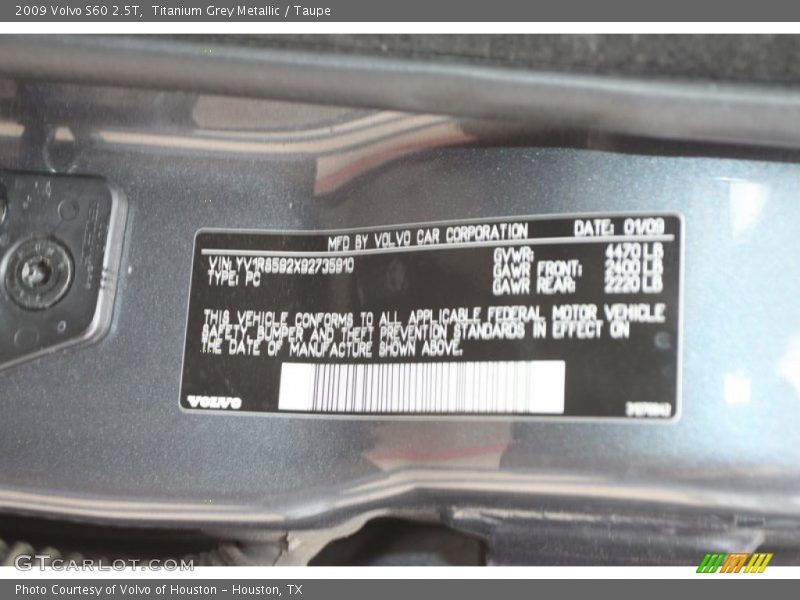 2009 Volvo S60 2.5T, Titanium Grey Metallic / Taupe
MFD BY VOLVO CAR CORPORATION DATE: 01/09
VIN: YV1RS592X92735910
TYPE: PC
GVWR: 4470 LB
GAWR FRONT: 2400 LB
GAWR REAR: 2220 LB
THIS VEHICLE CONFORMS TO ALL APPLICABLE FEDERAL MOTOR VEHICLE
SAFETY, BUMPER AND THEFT PREVENTION STANDARDS IN EFFECT ON
THE DATE OF MANUFACTURE SHOWN ABOVE.
VOLVO
GTCARLOT.COM
Photo Courtesy of Volvo of Houston - Houston, TX